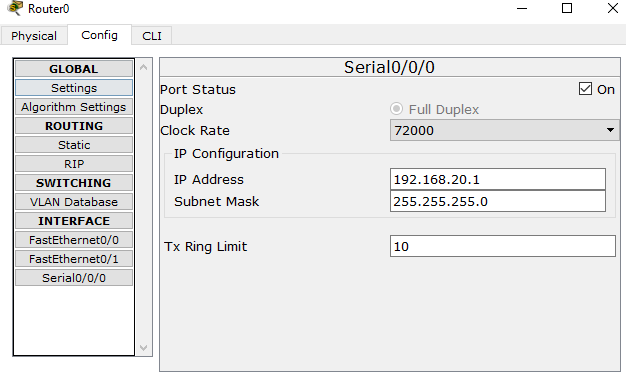 Router0
Physical Config CLI
GLOBAL
Settings
Algorithm Settings
ROUTING
Static
RIP
SWITCHING
VLAN Database
INTERFACE
FastEthernet0/0
FastEthernet0/1
Serial0/0/0
Serial0/0/0
Port Status On
Duplex Full Duplex
Clock Rate 72000
IP Configuration
IP Address 192.168.20.1
Subnet Mask 255.255.255.0
Tx Ring Limit 10